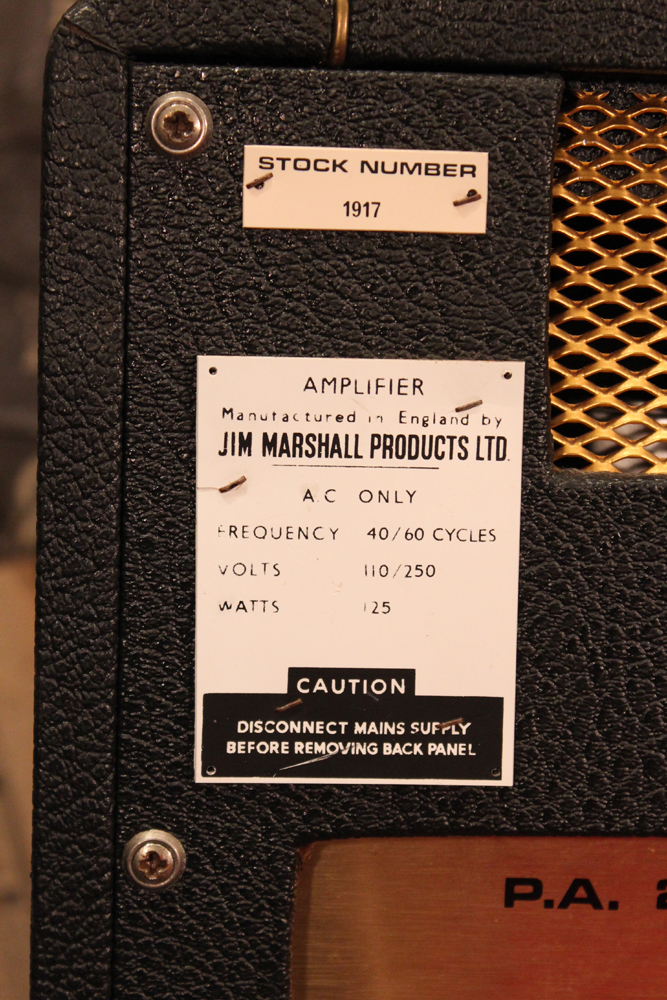 STOCK NUMBER
1917
AMPLIFIER
Manufactured in England by
JIM MARSHALL PRODUCTS LTD.
A.C ONLY
FREQUENCY 40/60 CYCLES
VOLTS 110/250
WATTS 125
CAUTION
DISCONNECT MAINS SUPPLY
BEFORE REMOVING BACK PANEL
P.A. 2